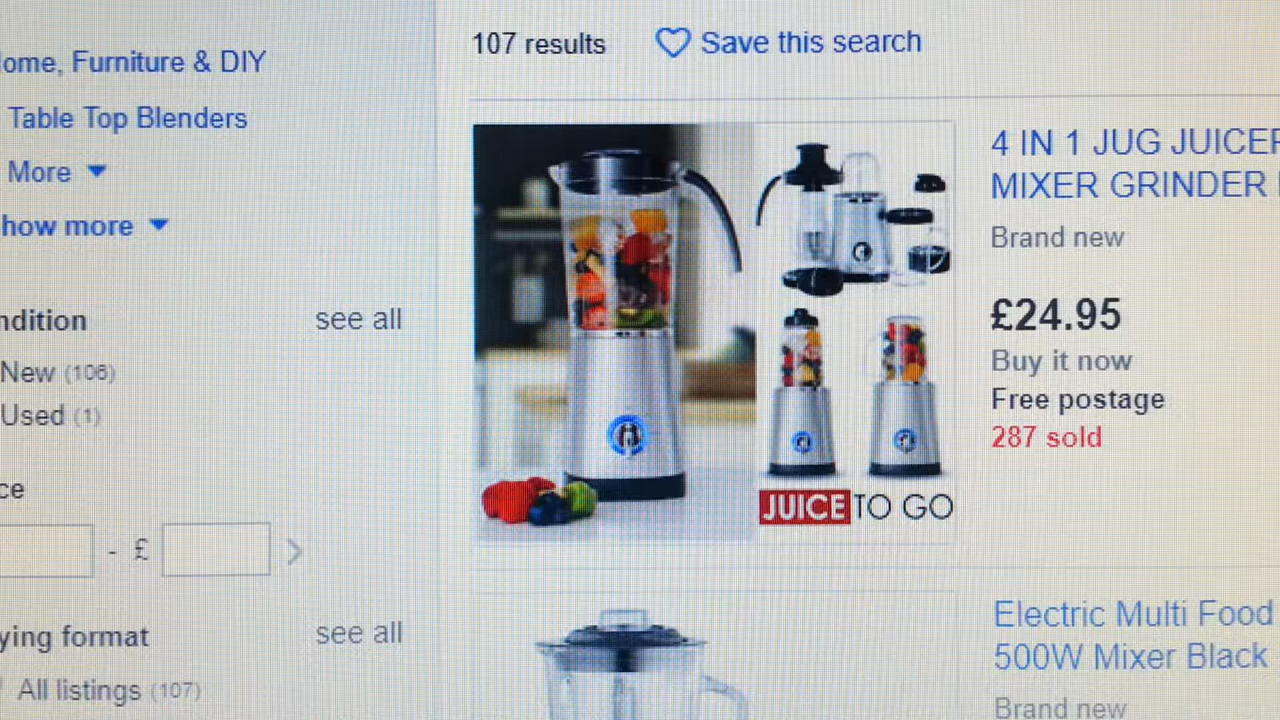 107 results
Save this search
ome, Furniture & DIY
Table Top Blenders
More
how more
ndition
see all
New (106)
Used (1)
ce
- £
ying format
see all
All listings (107)
JUICE TO GO
4 IN 1 JUG JUICER
MIXER GRINDER
Brand new
£24.95
Buy it now
Free postage
287 sold
Electric Multi Food
500W Mixer Black
Brand new